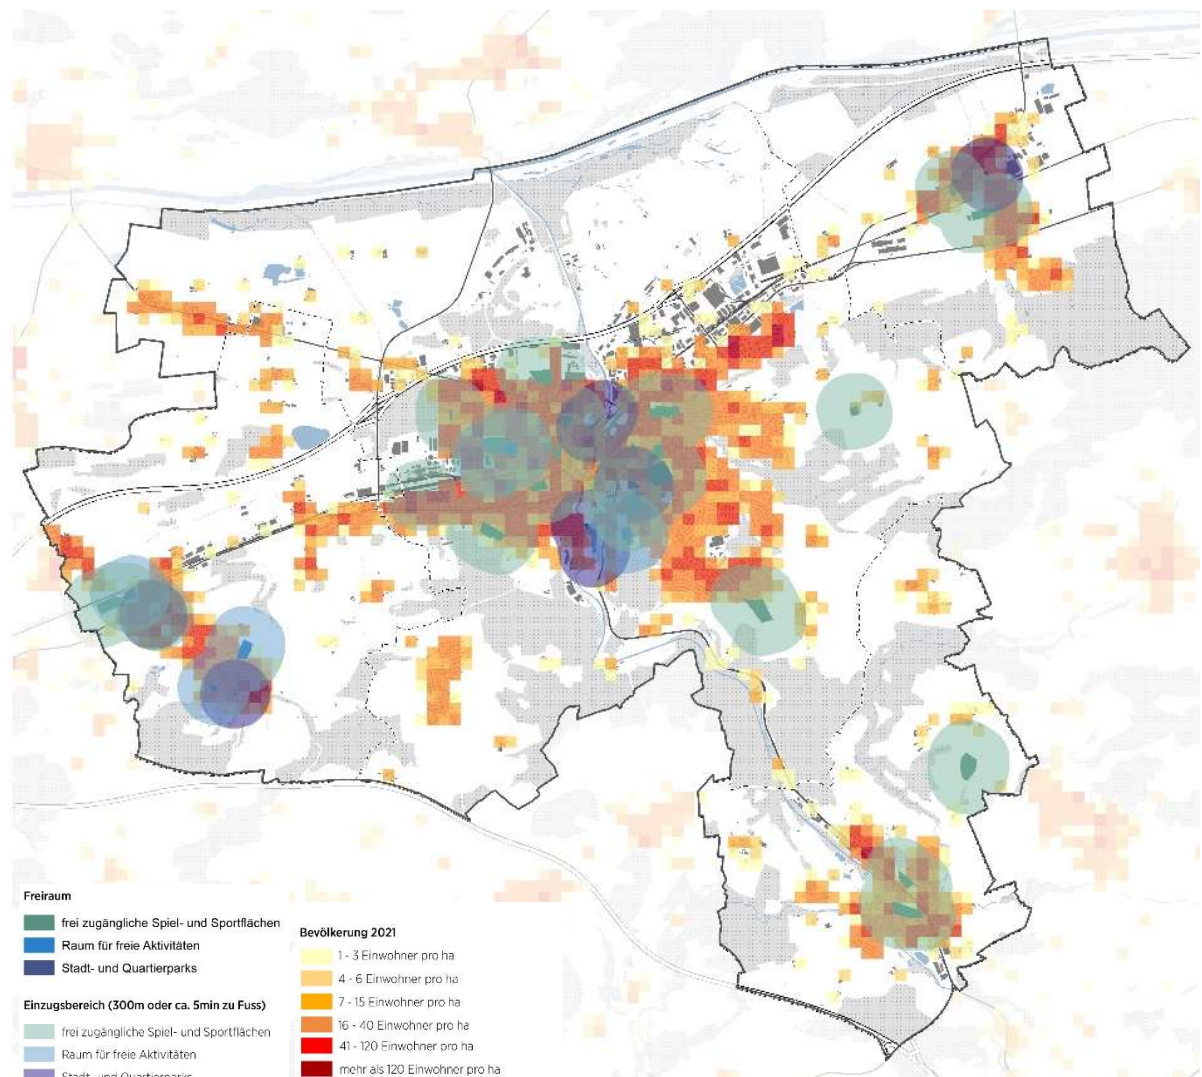 Freiraum
frei zugängliche Spiel- und Sportflächen
Raum für freie Aktivitäten
Stadt- und Quartierparks
Einzugsbereich (300m oder ca. 5min zu Fuss)
frei zugängliche Spiel- und Sportflächen
Raum für freie Aktivitäten
Stadt- und Quartierparks
Bevölkerung 2021
1 - 3 Einwohner pro ha
4 - 6 Einwohner pro ha
7 - 15 Einwohner pro ha
16 - 40 Einwohner pro ha
41 - 120 Einwohner pro ha
mehr als 120 Einwohner pro ha